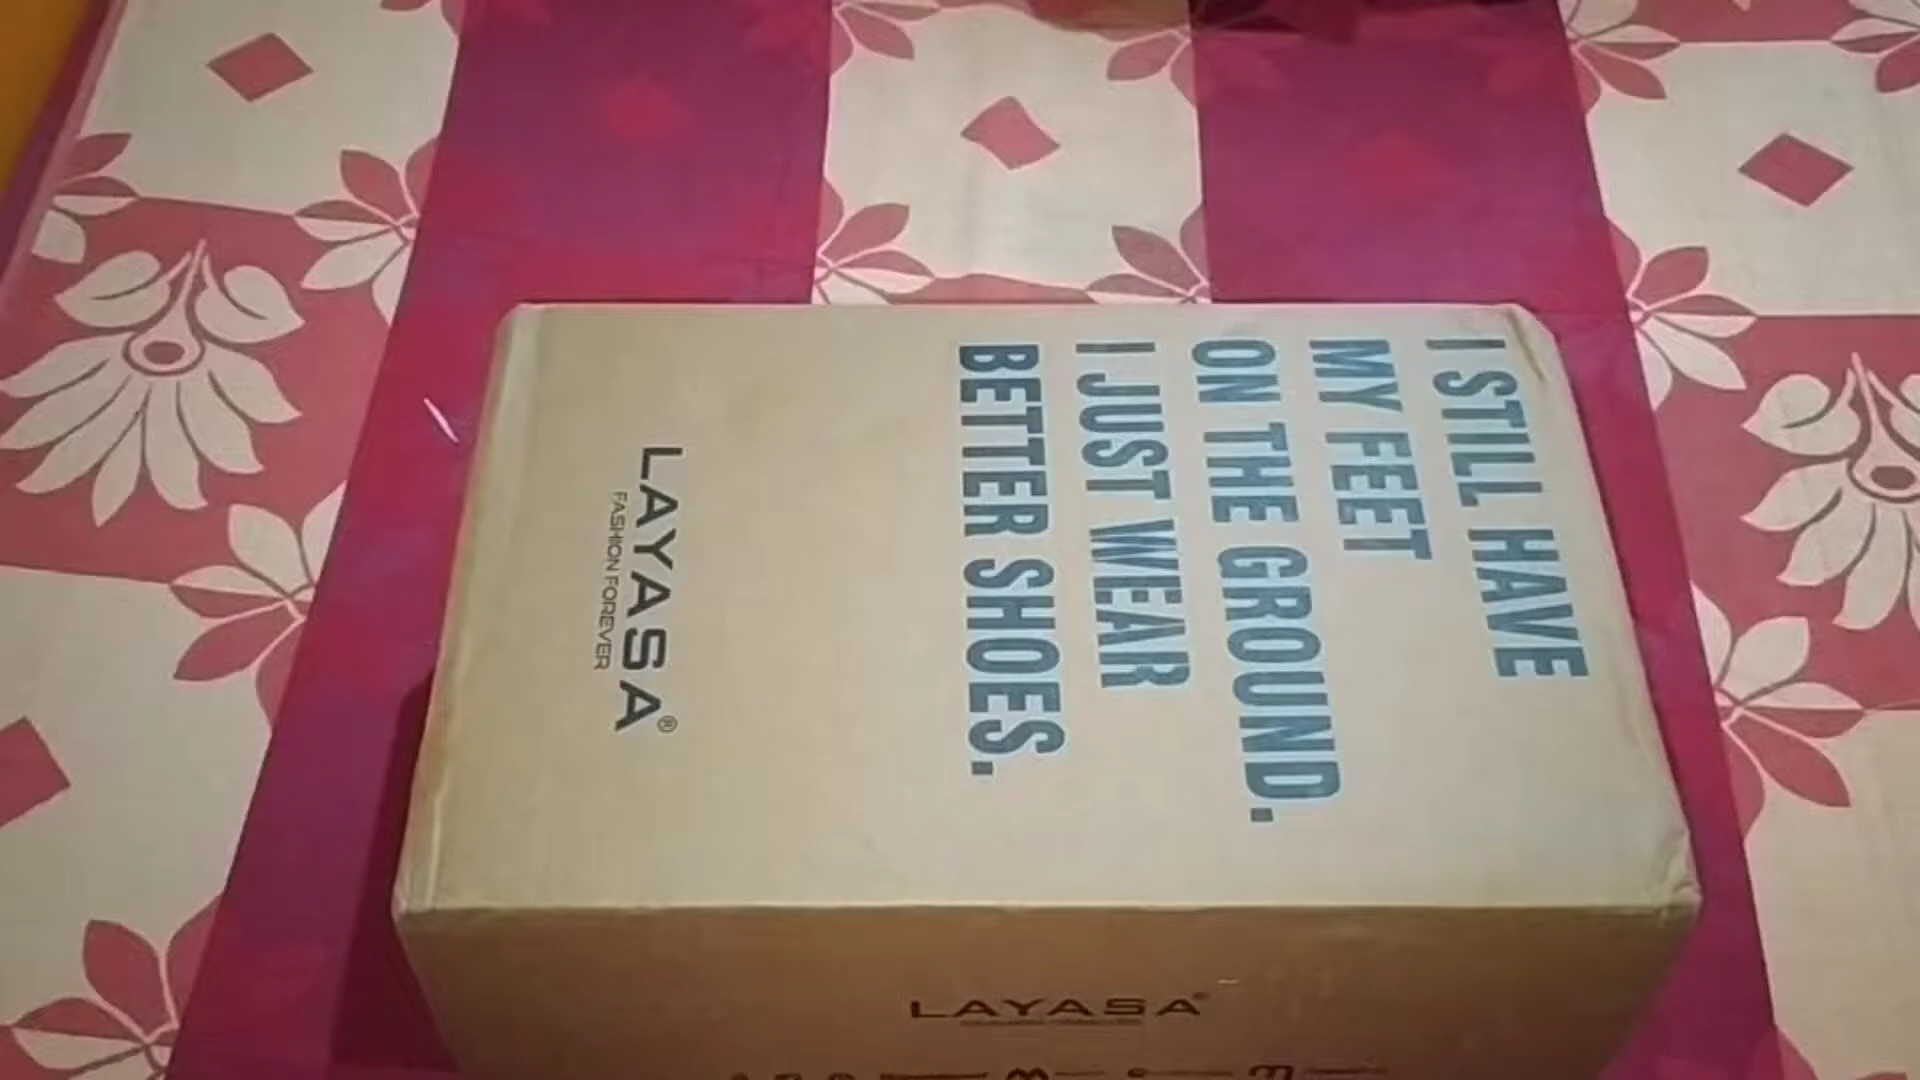 I STILL HAVE
MY FEET
ON THE GROUND.
I JUST WEAR
BETTER SHOES.
LAYASA®
FASHION FOREVER
LAYASA